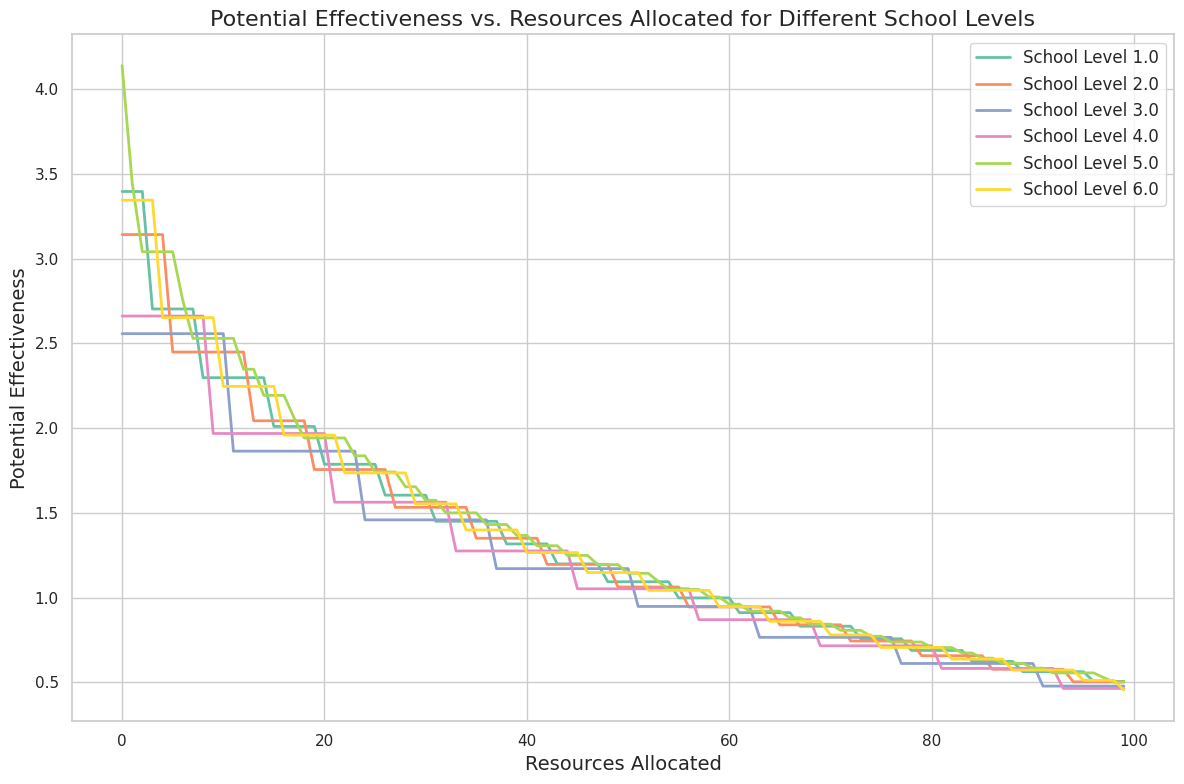 Potential Effectiveness vs. Resources Allocated for Different School Levels
School Level 1.0
School Level 2.0
School Level 3.0
School Level 4.0
School Level 5.0
School Level 6.0
Potential Effectiveness
4.0
3.5
3.0
2.5
2.0
1.5
1.0
0.5
0 20 40 60 80 100
Resources Allocated